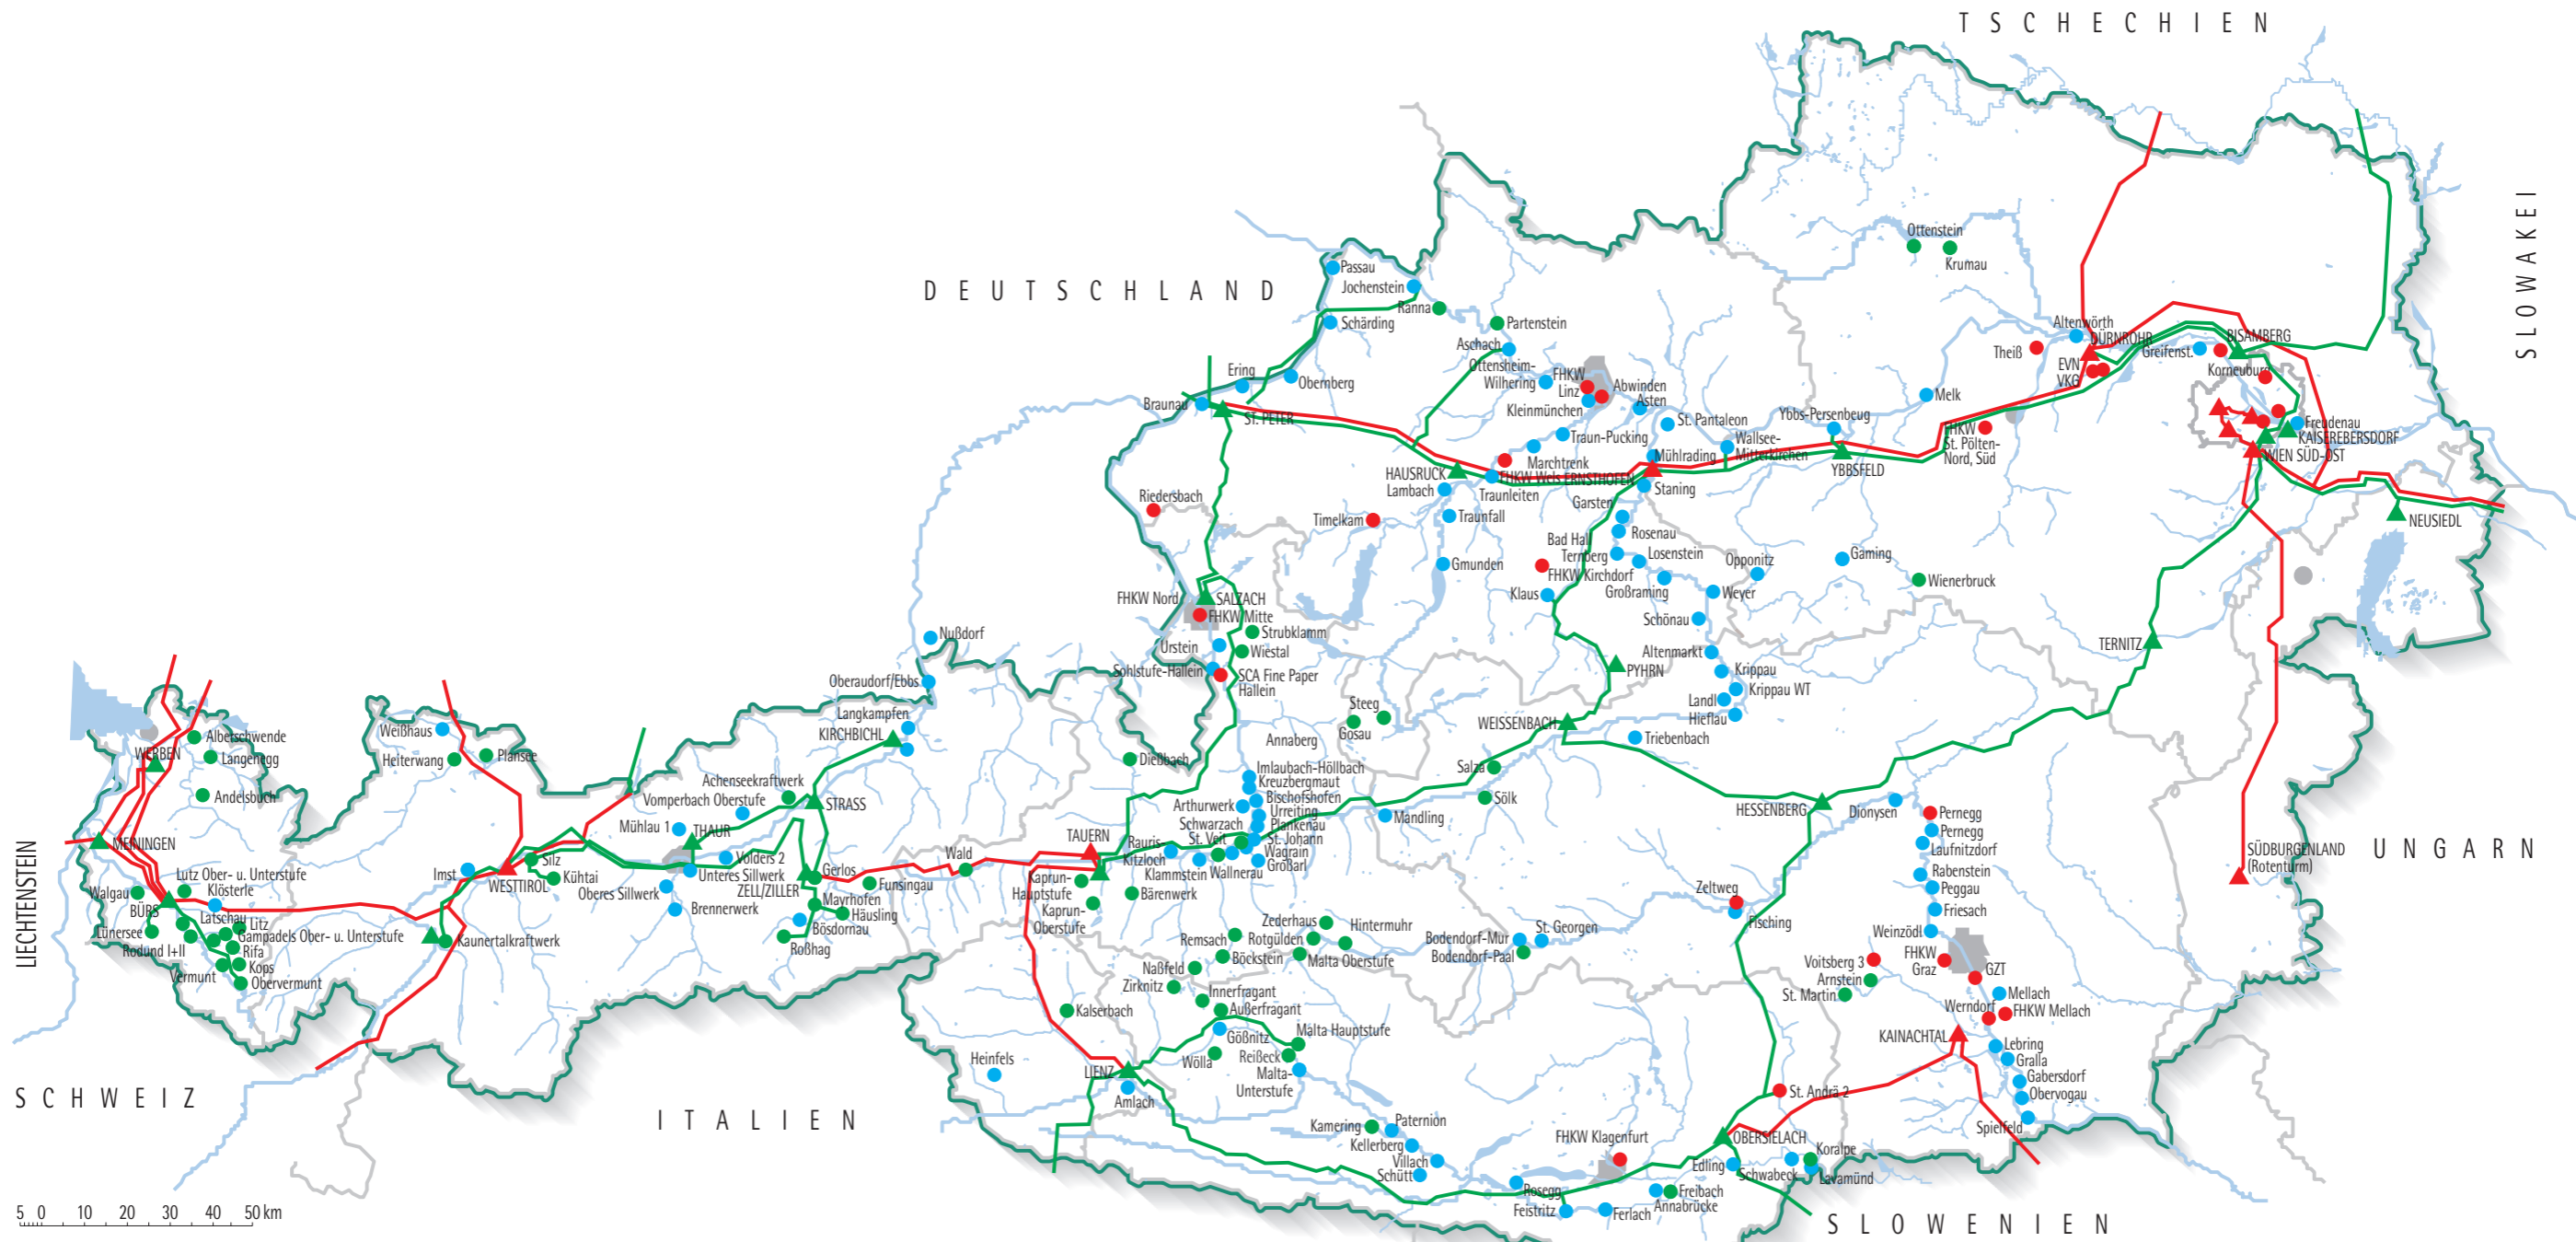 TSCHECHIEN
SLOWAKEI
DEUTSCHLAND
LIECHTENSTEIN
SCHWEIZ
ITALIEN
SLOWENIEN
UNGARN
Ottenstein
Krumau
Passau
Jochenstein
Ranna
Schärding
Partenstein
Aschach
Ottensheim-
Wilhering
FHKW
Linz
Kleinmünchen
Abwinden
Asten
St. Pantaleon
Ering
Obernberg
Braunau
ST. PETER
Traun-Pucking
Marchtrenk
Wallsee-
Mitterkirchen
Mühlrading
Ybbs-Persenbeug
YBBSFELD
Melk
Theiß
Altenwörth
DÜRNROHR
EVN
VKG
Greifenst.
BISAMBERG
Korneuburg
Freudenau
KAISEREBERSDORF
WIEN SÜD-OST
NEUSIEDL
FHKW
St. Pölten-
Nord, Süd
HAUSRUCK
Lambach
FHKW Wels
ERNSTHOFEN
Traunleiten
Staning
Garsten
Traunfall
Timelkam
Riedersbach
Rosenau
Bad Hall
Ternberg
Losenstein
Gmunden
FHKW Kirchdorf
Großraming
Klaus
Opponitz
Weyer
Gaming
Wienerbruck
Schönau
Altenmarkt
Krippau
Krippau WT
Landl
Hieflau
PYHRN
WEISSENBACH
Triebenbach
TERNITZ
FHKW Nord
SALZACH
FHKW Mitte
Strubklamm
Urstein
Wiestal
Sohlstufe-Hallein
SCA Fine Paper
Hallein
Steeg
Gosau
Annaberg
Nußdorf
Oberaudorf/Ebbs
Langkampfen
KIRCHBICHL
Dießbach
Salza
Sölk
Mandling
Imlaubach-Höllbach
Kreuzbergmaut
Bischofshofen
Arthurwerk
Urreiting
Plankenau
Schwarzach
St. Veit
St. Johann
Wagrain
Großarl
Wallnerau
Klammstein
Rauris-
Kitzloch
TAUERN
Kaprun-
Hauptstufe
Kaprun-
Oberstufe
Bärenwerk
Wald
HESSENBERG
Dionysen
Pernegg
Pernegg
Laufnitzdorf
Rabenstein
Peggau
Friesach
Weinzödl
FHKW
Graz
GZT
Voitsberg 3
Arnstein
St. Martin
Mellach
Werndorf
FHKW Mellach
KAINACHTAL
Lebring
Gralla
Gabersdorf
Obervogau
Spielfeld
SÜDBURGENLAND
(Rotenturm)
Zeltweg
Fisching
Weißhaus
Heiterwang
Plansee
WERBEN
Alberschwende
Langenegg
Andelsbuch
MEININGEN
Achenseekraftwerk
Vomperbach Oberstufe
STRASS
Mühlau 1
THAUR
Volders 2
Unteres Sillwerk
Oberes Sillwerk
Brennerwerk
ZELL/ZILLER
Gerlos
Funsingau
Mayrhofen
Häusling
Bösdornau
Roßhag
Silz
Kühtai
Imst
WESTTIROL
Lutz Ober- u. Unterstufe
Klösterle
Walgau
BÜRS
Latschau
Litz
Lünersee
Gampadels Ober- u. Unterstufe
Rodund I+II
Rifa
Vermunt
Kops
Obervermunt
Kaunertalkraftwerk
Zederhaus
Hintermuhr
Remsach
Rotgülden
Böckstein
Malta Oberstufe
Naßfeld
Zirknitz
Innerfragant
Außerfragant
Bodendorf-Mur
Bodendorf-Paal
St. Georgen
Kalserbach
Gößnitz
Malta Hauptstufe
Wölla
Reißeck
Malta-
Unterstufe
Heinfels
LIENZ
Amlach
Kamering
Paternion
Kellerberg
Villach
Schütt
FHKW Klagenfurt
St. Andrä 2
OBERSIELACH
Koralpe
Edling
Schwabeck
Lavamünd
Rosegg
Feistritz
Ferlach
Freibach
Annabrücke
5 0 10 20 30 40 50 km